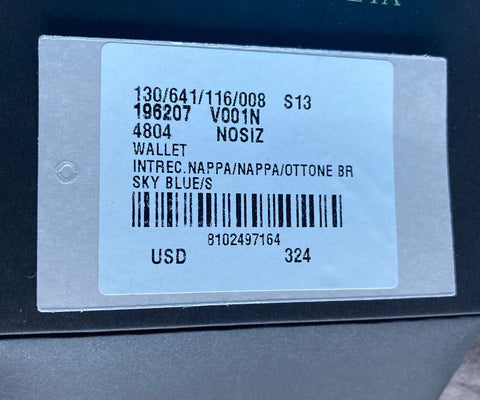 130/641/116/008 S13
196207 V001N
4804 NOSIZ
WALLET
INTREC.NAPPA/NAPPA/OTTONE BR
SKY BLUE/S
8102497164
USD 324